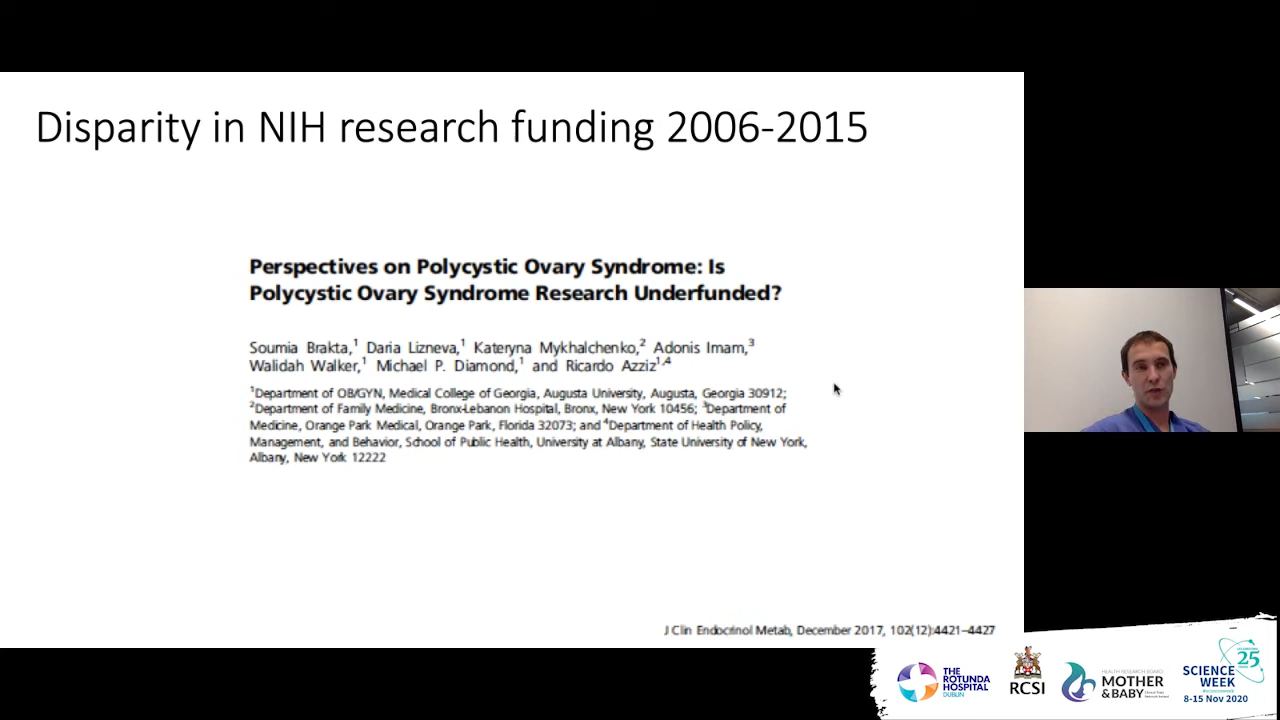 Disparity in NIH research funding 2006-2015
Perspectives on Polycystic Ovary Syndrome: Is
Polycystic Ovary Syndrome Research Underfunded?
Soumia Brakta,¹ Daria Lizneva,¹ Kateryna Mykhalchenko,² Adonis Imam,³
Walidah Walker,¹ Michael P. Diamond,¹ and Ricardo Azziz¹,⁴
¹Department of OB/GYN, Medical College of Georgia, Augusta University, Augusta, Georgia 30912;
²Department of Family Medicine, Bronx-Lebanon Hospital, Bronx, New York 10456; ³Department of
Medicine, Orange Park Medical, Orange Park, Florida 32073; and ⁴Department of Health Policy,
Management, and Behavior, School of Public Health, University at Albany, State University of New York,
Albany, New York 12222
J Clin Endocrinol Metab, December 2017, 102(12):4421–4427
THE
ROTUNDA
HOSPITAL
DUBLIN
RCSI
HEALTH RESEARCH BOARD
MOTHER
& BABY
SCIENCE
WEEK
8-15 Nov 2020
25